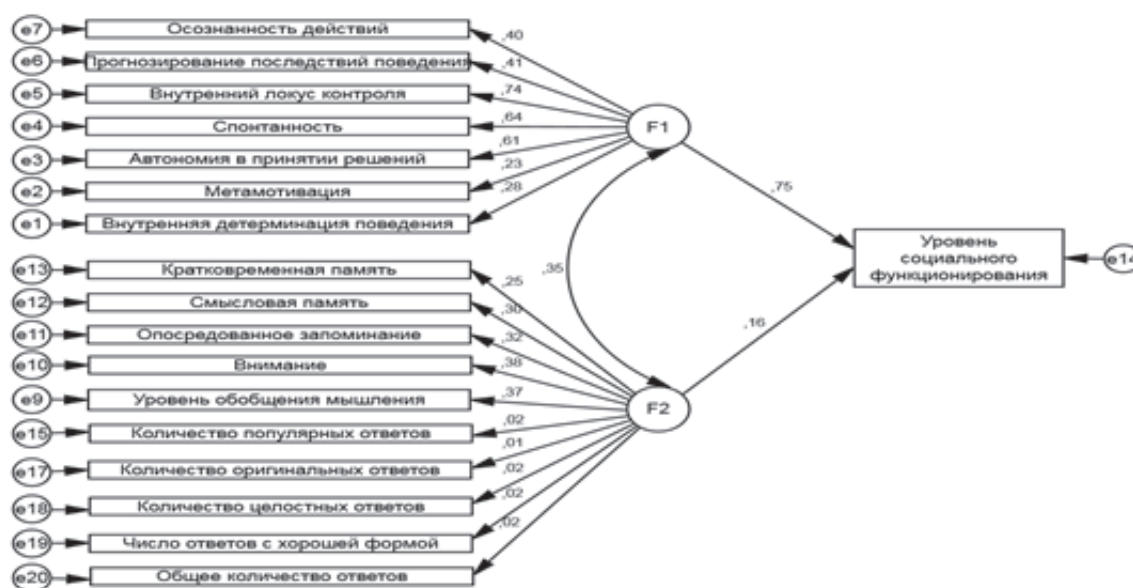 e7 Осознанность действий
,40
e6 Прогнозирование последствий поведения
,41
e5 Внутренний локус контроля
,74
e4 Спонтанность
,64
e3 Автономия в принятии решений
,61
e2 Метамотивация
,23
e1 Внутренняя детерминация поведения
,28
F1
,75
Уровень
социального
функционирования
e14
,35
,16
e13 Кратковременная память
,25
e12 Смысловая память
,30
e11 Опосредованное запоминание
,32
e10 Внимание
,38
e9 Уровень обобщения мышления
,37
F2
e15 Количество популярных ответов
,02
e17 Количество оригинальных ответов
,01
e18 Количество целостных ответов
,02
e19 Число ответов с хорошей формой
,02
e20 Общее количество ответов
,02